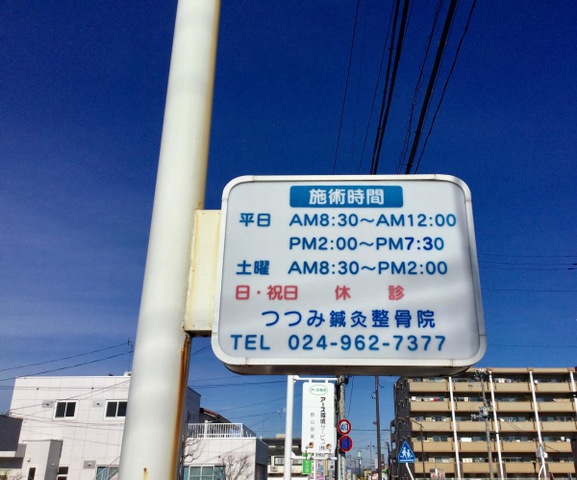 施術時間
平日 AM8:30～AM12:00
PM2:00～PM7:30
土曜 AM8:30～PM2:00
日・祝日 休 診
つつみ鍼灸整骨院
TEL 024-962-7377